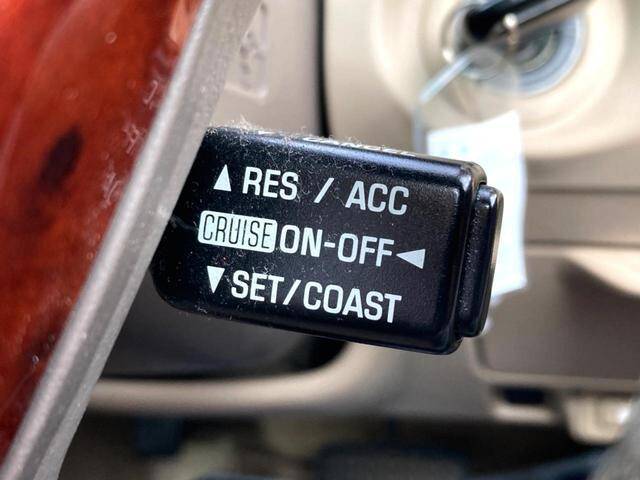 ▲ RES / ACC
CRUISE ON-OFF ◀
▼ SET/COAST